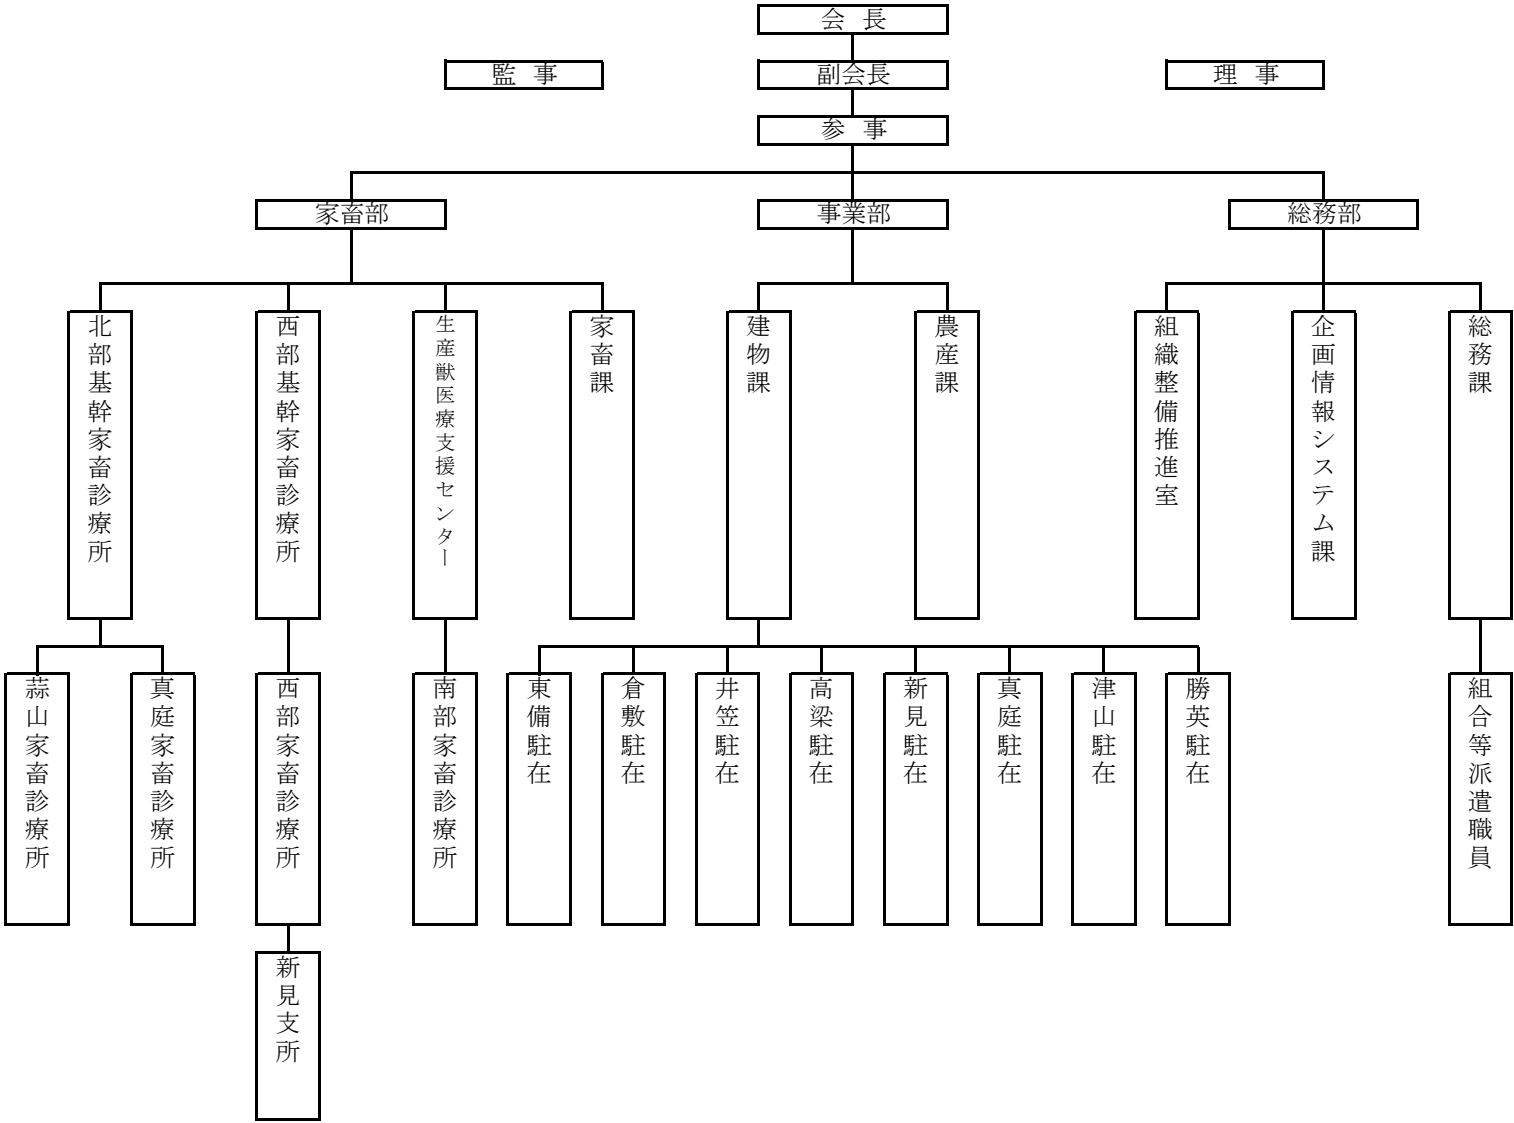 会 長
監 事
副会長
理 事
参 事
家畜部
事業部
総務部
北部基幹家畜診療所
西部基幹家畜診療所
生産獣医療支援センター
家畜課
建物課
農産課
組織整備推進室
企画情報システム課
総務課
蒜山家畜診療所
真庭家畜診療所
西部家畜診療所
南部家畜診療所
東備駐在
倉敷駐在
井笠駐在
高梁駐在
新見駐在
真庭駐在
津山駐在
勝英駐在
組合等派遣職員
新見支所